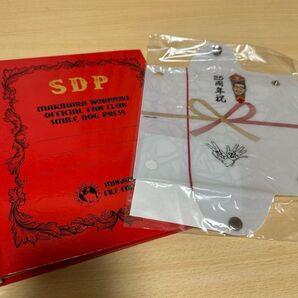 SDP
MAKIHARA NORIYUKI
OFFICIAL FAN CLUB
SMILE DOG PRESS
25周年祝